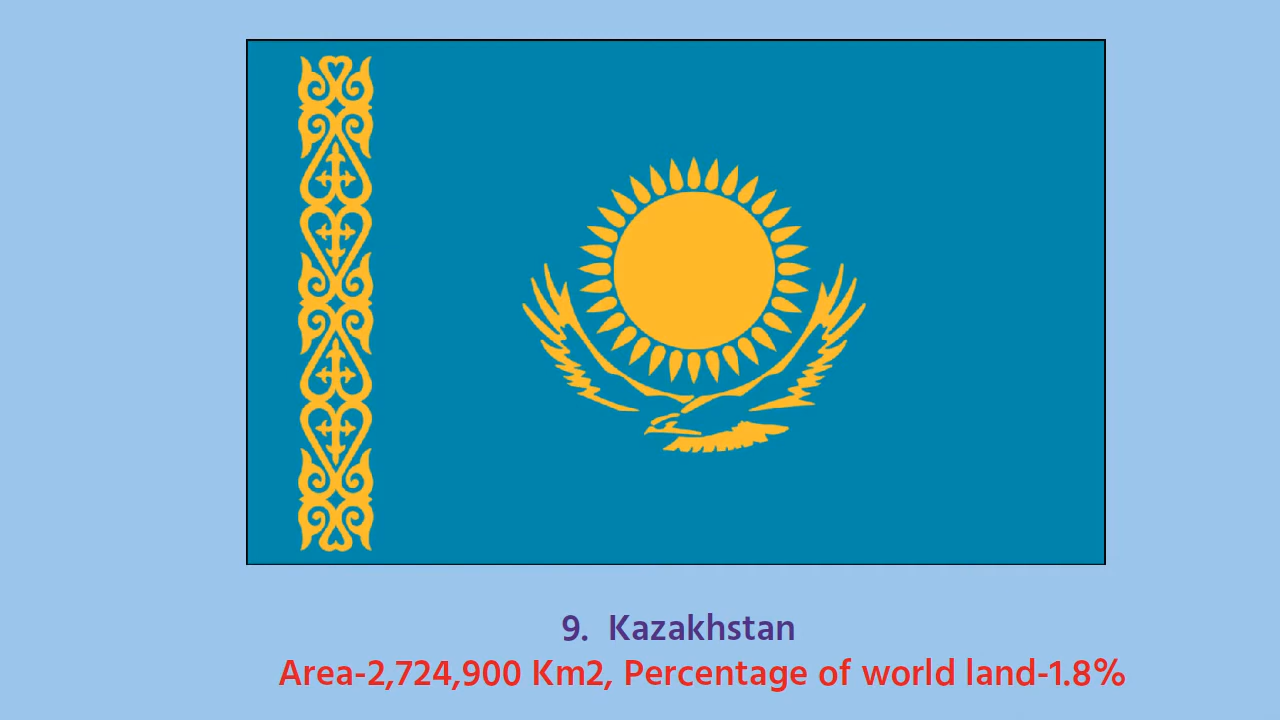 9. Kazakhstan
Area-2,724,900 Km2, Percentage of world land-1.8%